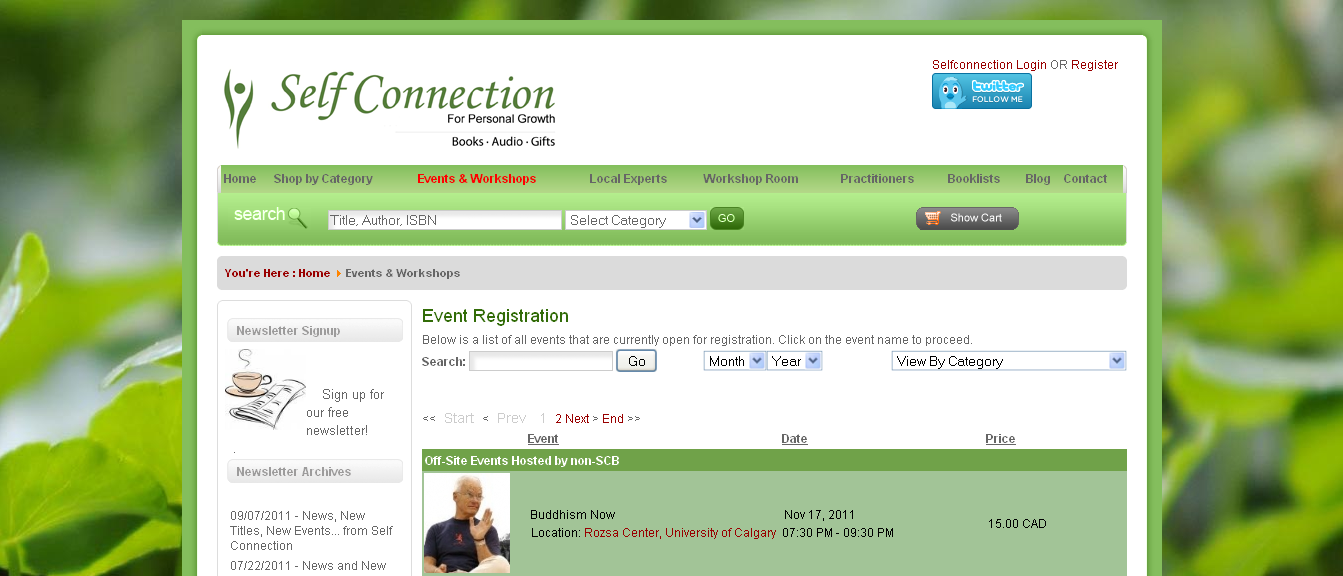 Selfconnection Login OR Register
twitter
FOLLOW ME
Self Connection
For Personal Growth
Books · Audio · Gifts
Home Shop by Category Events & Workshops Local Experts Workshop Room Practitioners Booklists Blog Contact
search Title, Author, ISBN Select Category GO Show Cart
You're Here : Home Events & Workshops
Newsletter Signup
Sign up for
our free
newsletter!
.
Newsletter Archives
09/07/2011 - News, New
Titles, New Events... from Self
Connection
07/22/2011 - News and New
Event Registration
Below is a list of all events that are currently open for registration. Click on the event name to proceed.
Search: Go Month Year View By Category
<< Start < Prev 1 2 Next > End >>
Event Date Price
Off-Site Events Hosted by non-SCB
Buddhism Now Nov 17, 2011
15.00 CAD
Location: Rozsa Center, University of Calgary 07:30 PM - 09:30 PM